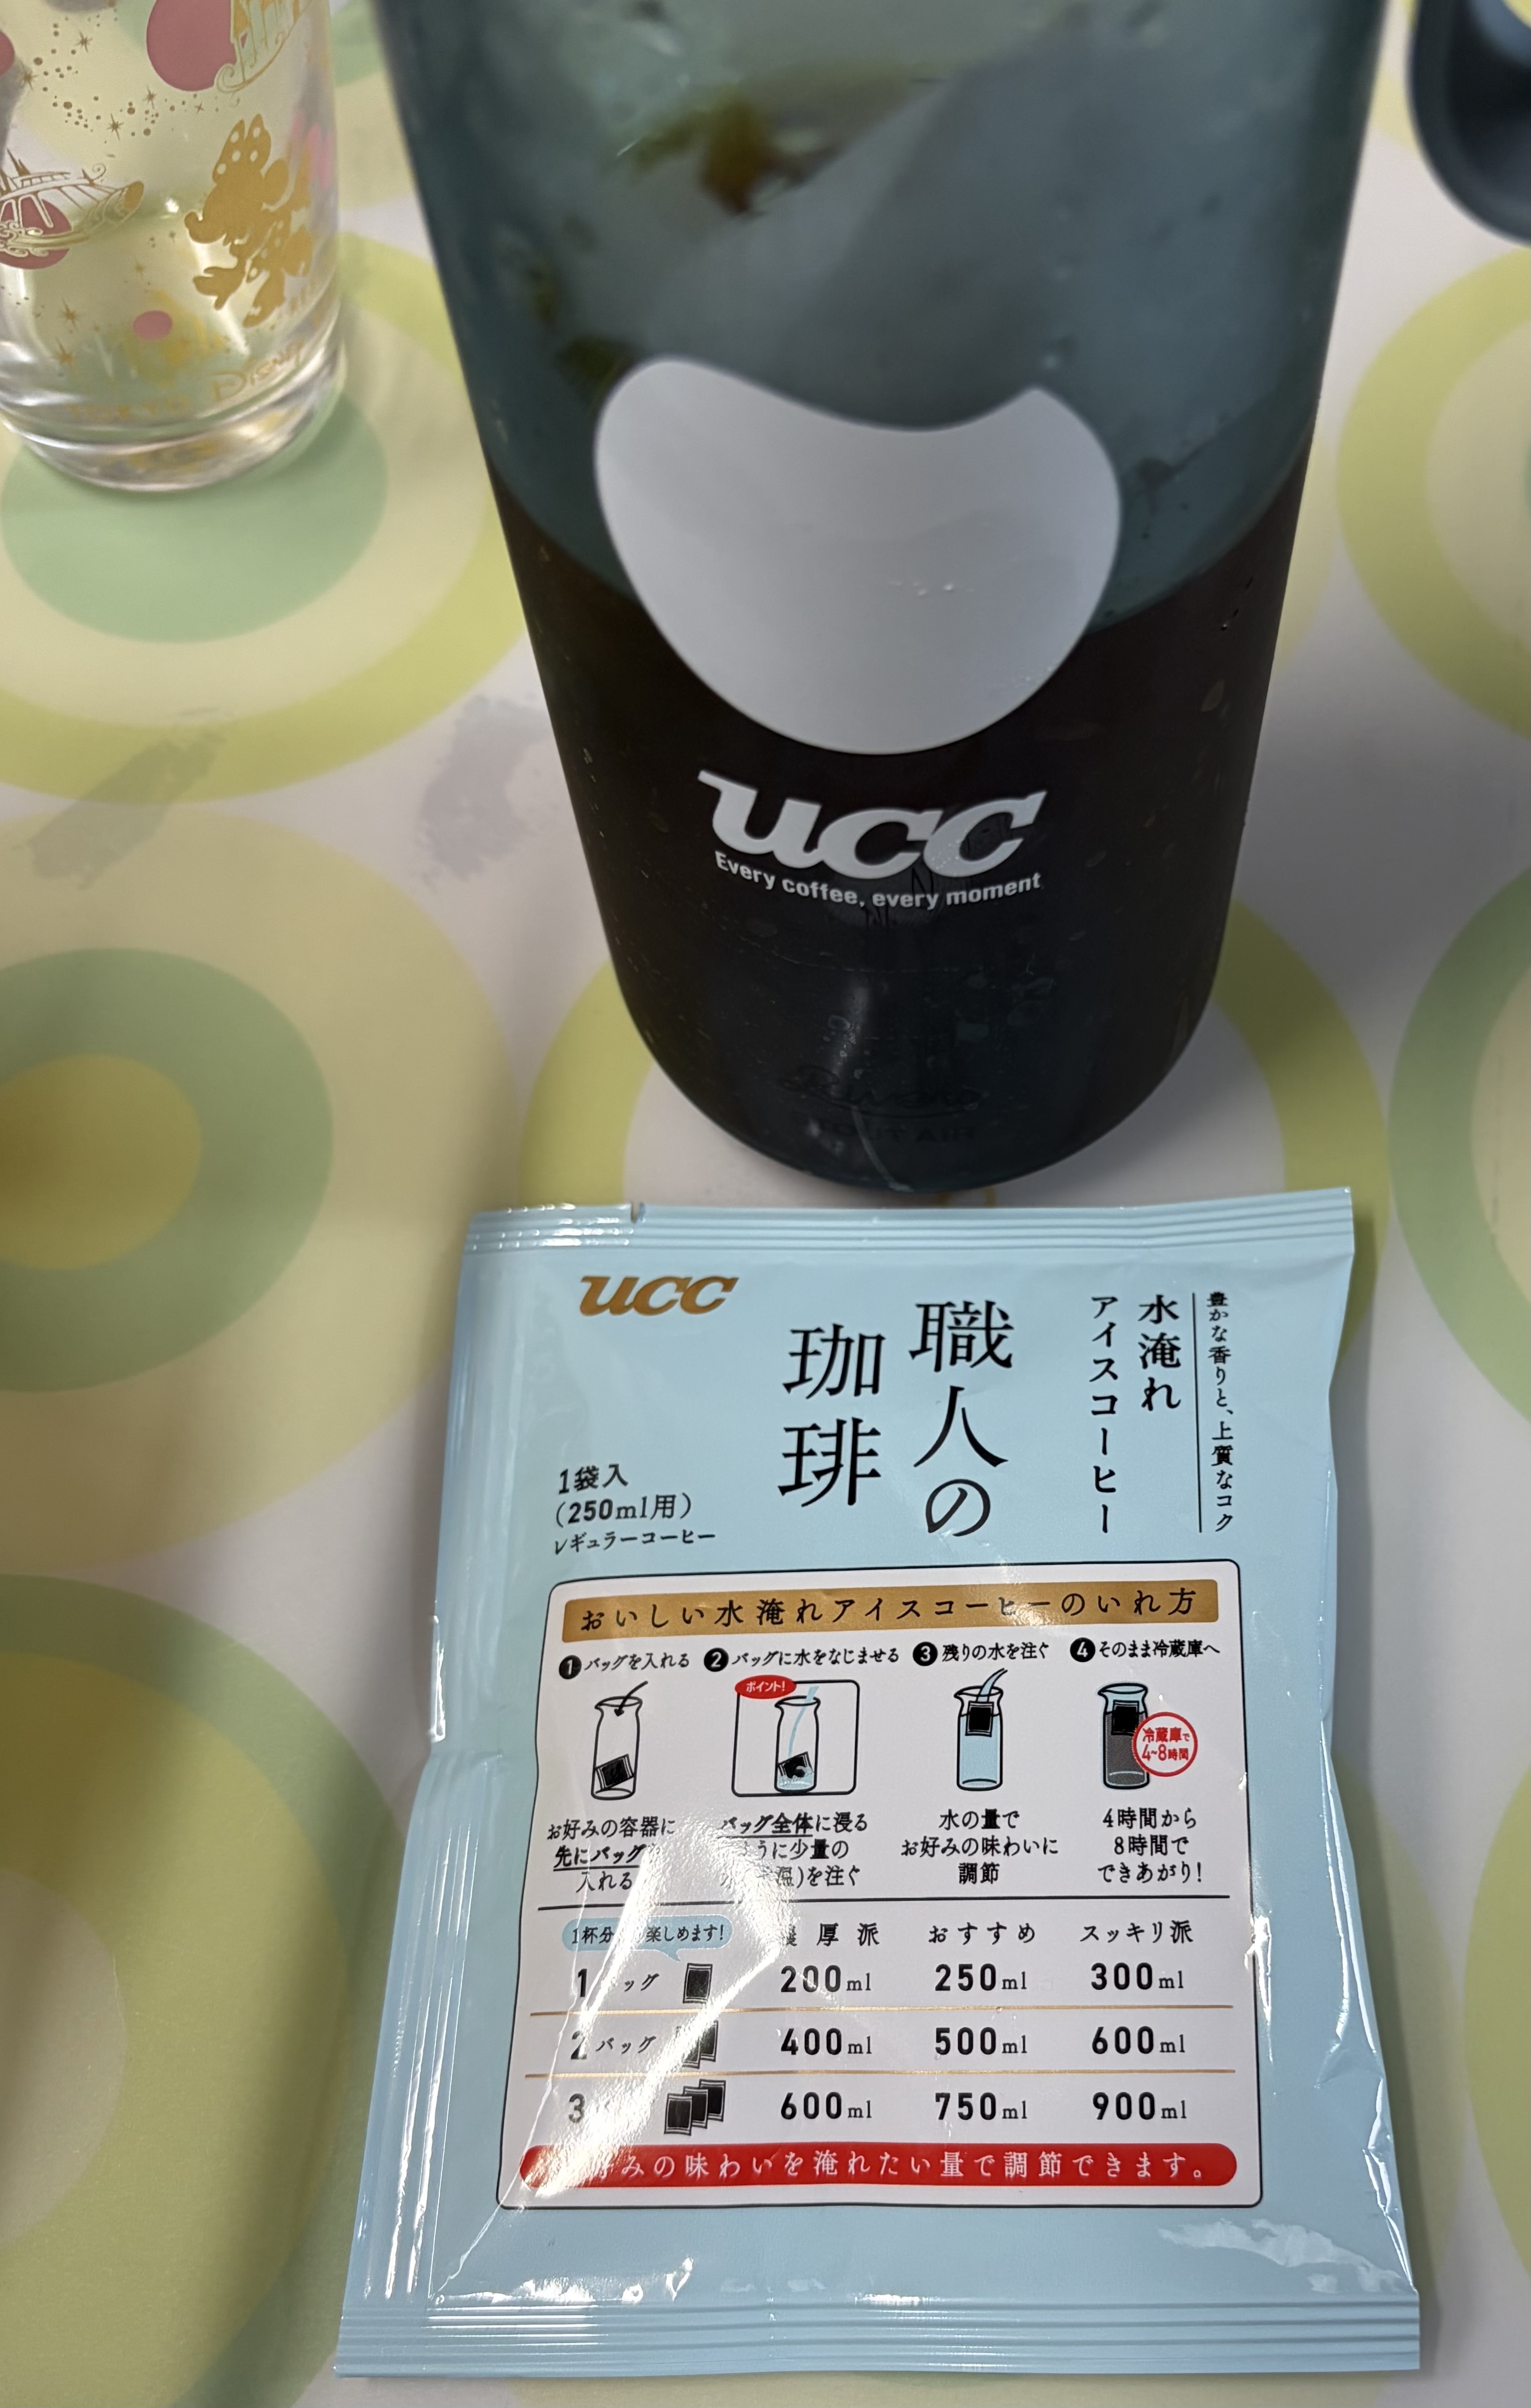 TOKYO Disney
ucc
Every coffee, every moment
ucc
豊かな香りと、上質なコク
水淹れ
アイスコーヒー
職人の
珈琲
1袋入
(250ml用)
レギュラーコーヒー
おいしい水淹れアイスコーヒーのいれ方
1 バッグを入れる
お好みの容器に
先にバッグ
入れる
2 バッグに水をなじませる
ポイント!
バッグ全体に浸る
ように少量の
を注ぐ
3 残りの水を注ぐ
水の量で
お好みの味わいに
調節
4 そのまま冷蔵庫へ
冷蔵庫で
4~8時間
4時間から
8時間で
できあがり!
1杯分 楽しめます!
厚派 おすすめ スッキリ派
1 ッグ 200ml 250ml 300ml
2バッグ 400ml 500ml 600ml
3 600ml 750ml 900ml
好みの味わいを淹れたい量で調節できます。